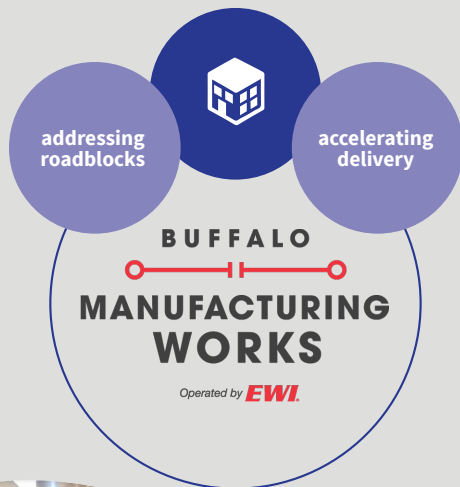 addressing
roadblocks
accelerating
delivery
BUFFALO
MANUFACTURING
WORKS
Operated by EWI.